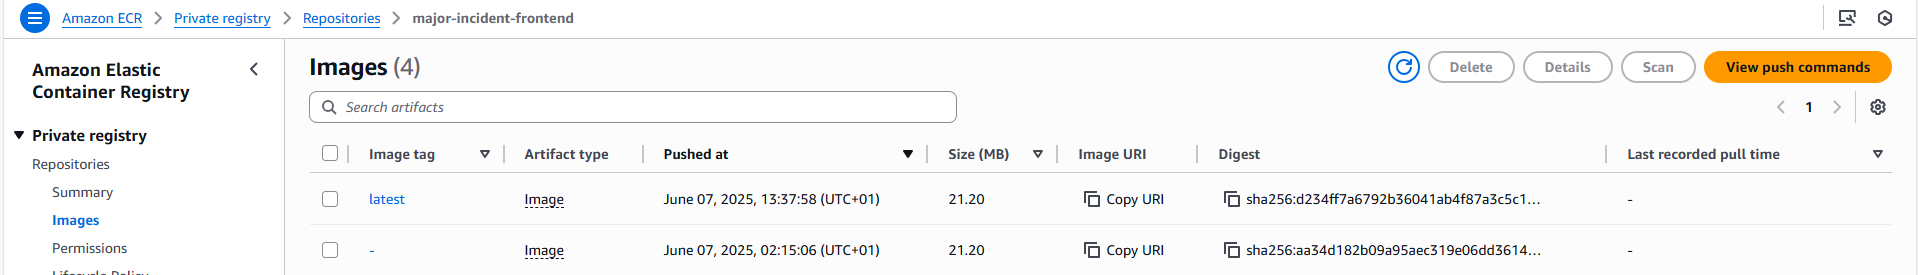 Amazon ECR > Private registry > Repositories > major-incident-frontend
Amazon Elastic
Container Registry
Private registry
Repositories
Summary
Images
Permissions
Lifecycle Policy
Images (4)
Delete
Details
Scan
View push commands
Search artifacts
1
Image tag Artifact type Pushed at Size (MB) Image URI Digest Last recorded pull time
latest Image June 07, 2025, 13:37:58 (UTC+01) 21.20 Copy URI sha256:d234ff7a6792b36041ab4f87a3c5c1... -
- Image June 07, 2025, 02:15:06 (UTC+01) 21.20 Copy URI sha256:aa34d182b09a95aec319e06dd3614... -